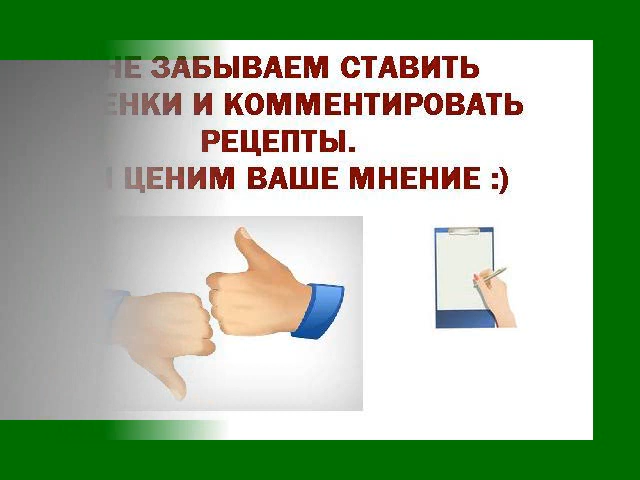 НЕ ЗАБЫВАЕМ СТАВИТЬ
И КОММЕНТИРОВАТЬ
РЕЦЕПТЫ.
ЦЕНИМ ВАШЕ МНЕНИЕ :)